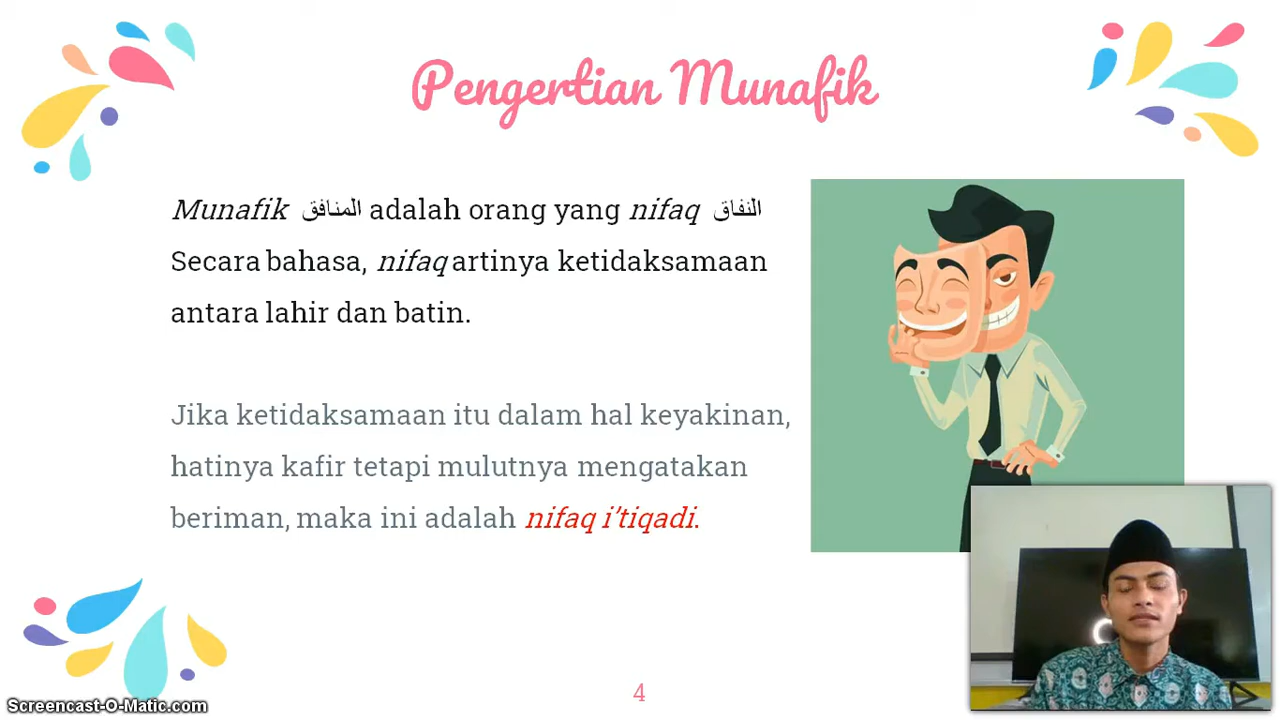 Pengertian Munafik
Munafik المنافق adalah orang yang nifaq النفاق
Secara bahasa, nifaq artinya ketidaksamaan
antara lahir dan batin.
Jika ketidaksamaan itu dalam hal keyakinan,
hatinya kafir tetapi mulutnya mengatakan
beriman, maka ini adalah nifaq i’tiqadi.
4
Screencast-O-Matic.com